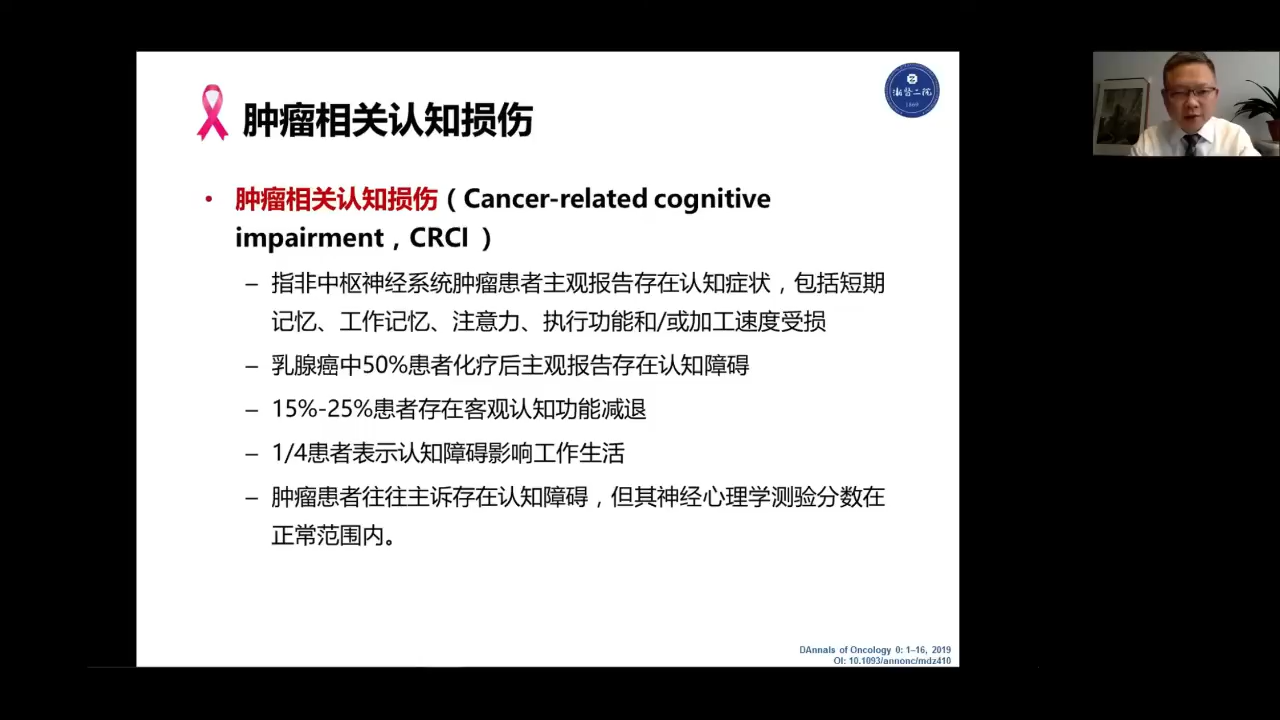 肿瘤相关认知损伤
湘雅二院
• 肿瘤相关认知损伤（Cancer-related cognitive
impairment，CRCI ）
– 指非中枢神经系统肿瘤患者主观报告存在认知症状，包括短期
记忆、工作记忆、注意力、执行功能和/或加工速度受损
– 乳腺癌中50%患者化疗后主观报告存在认知障碍
– 15%-25%患者存在客观认知功能减退
– 1/4患者表示认知障碍影响工作生活
– 肿瘤患者往往主诉存在认知障碍，但其神经心理学测验分数在
正常范围内。
DAnnals of Oncology 0: 1–16, 2019
OI: 10.1093/annonc/mdz410